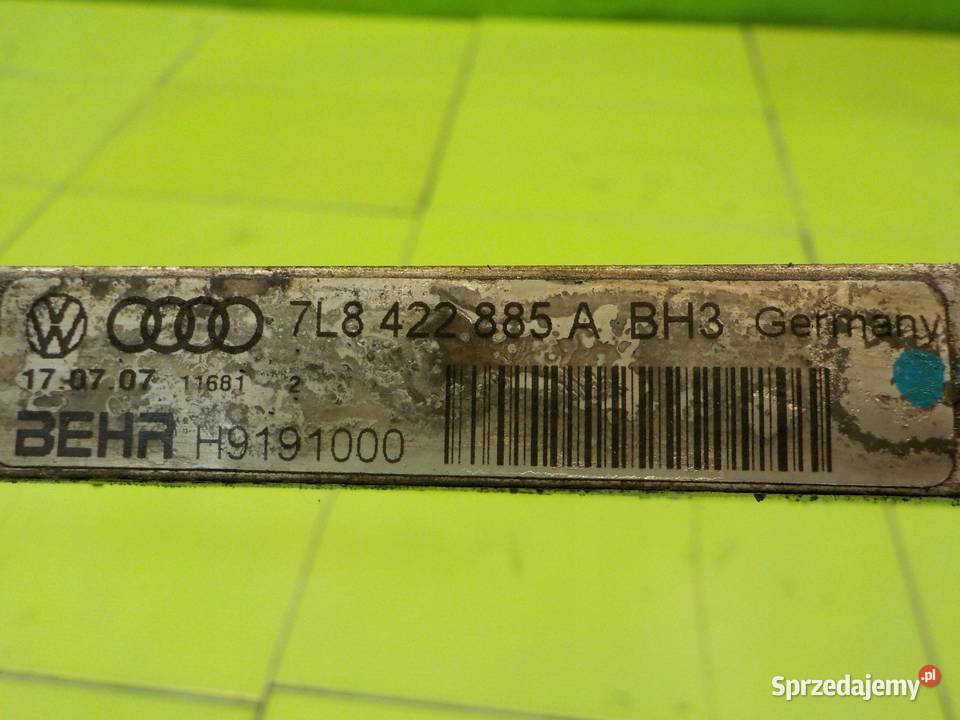 7L8 422 885 A BH3 Germany
17.07.07 11681 2
BEHR H9191000
Sprzedajemy.pl